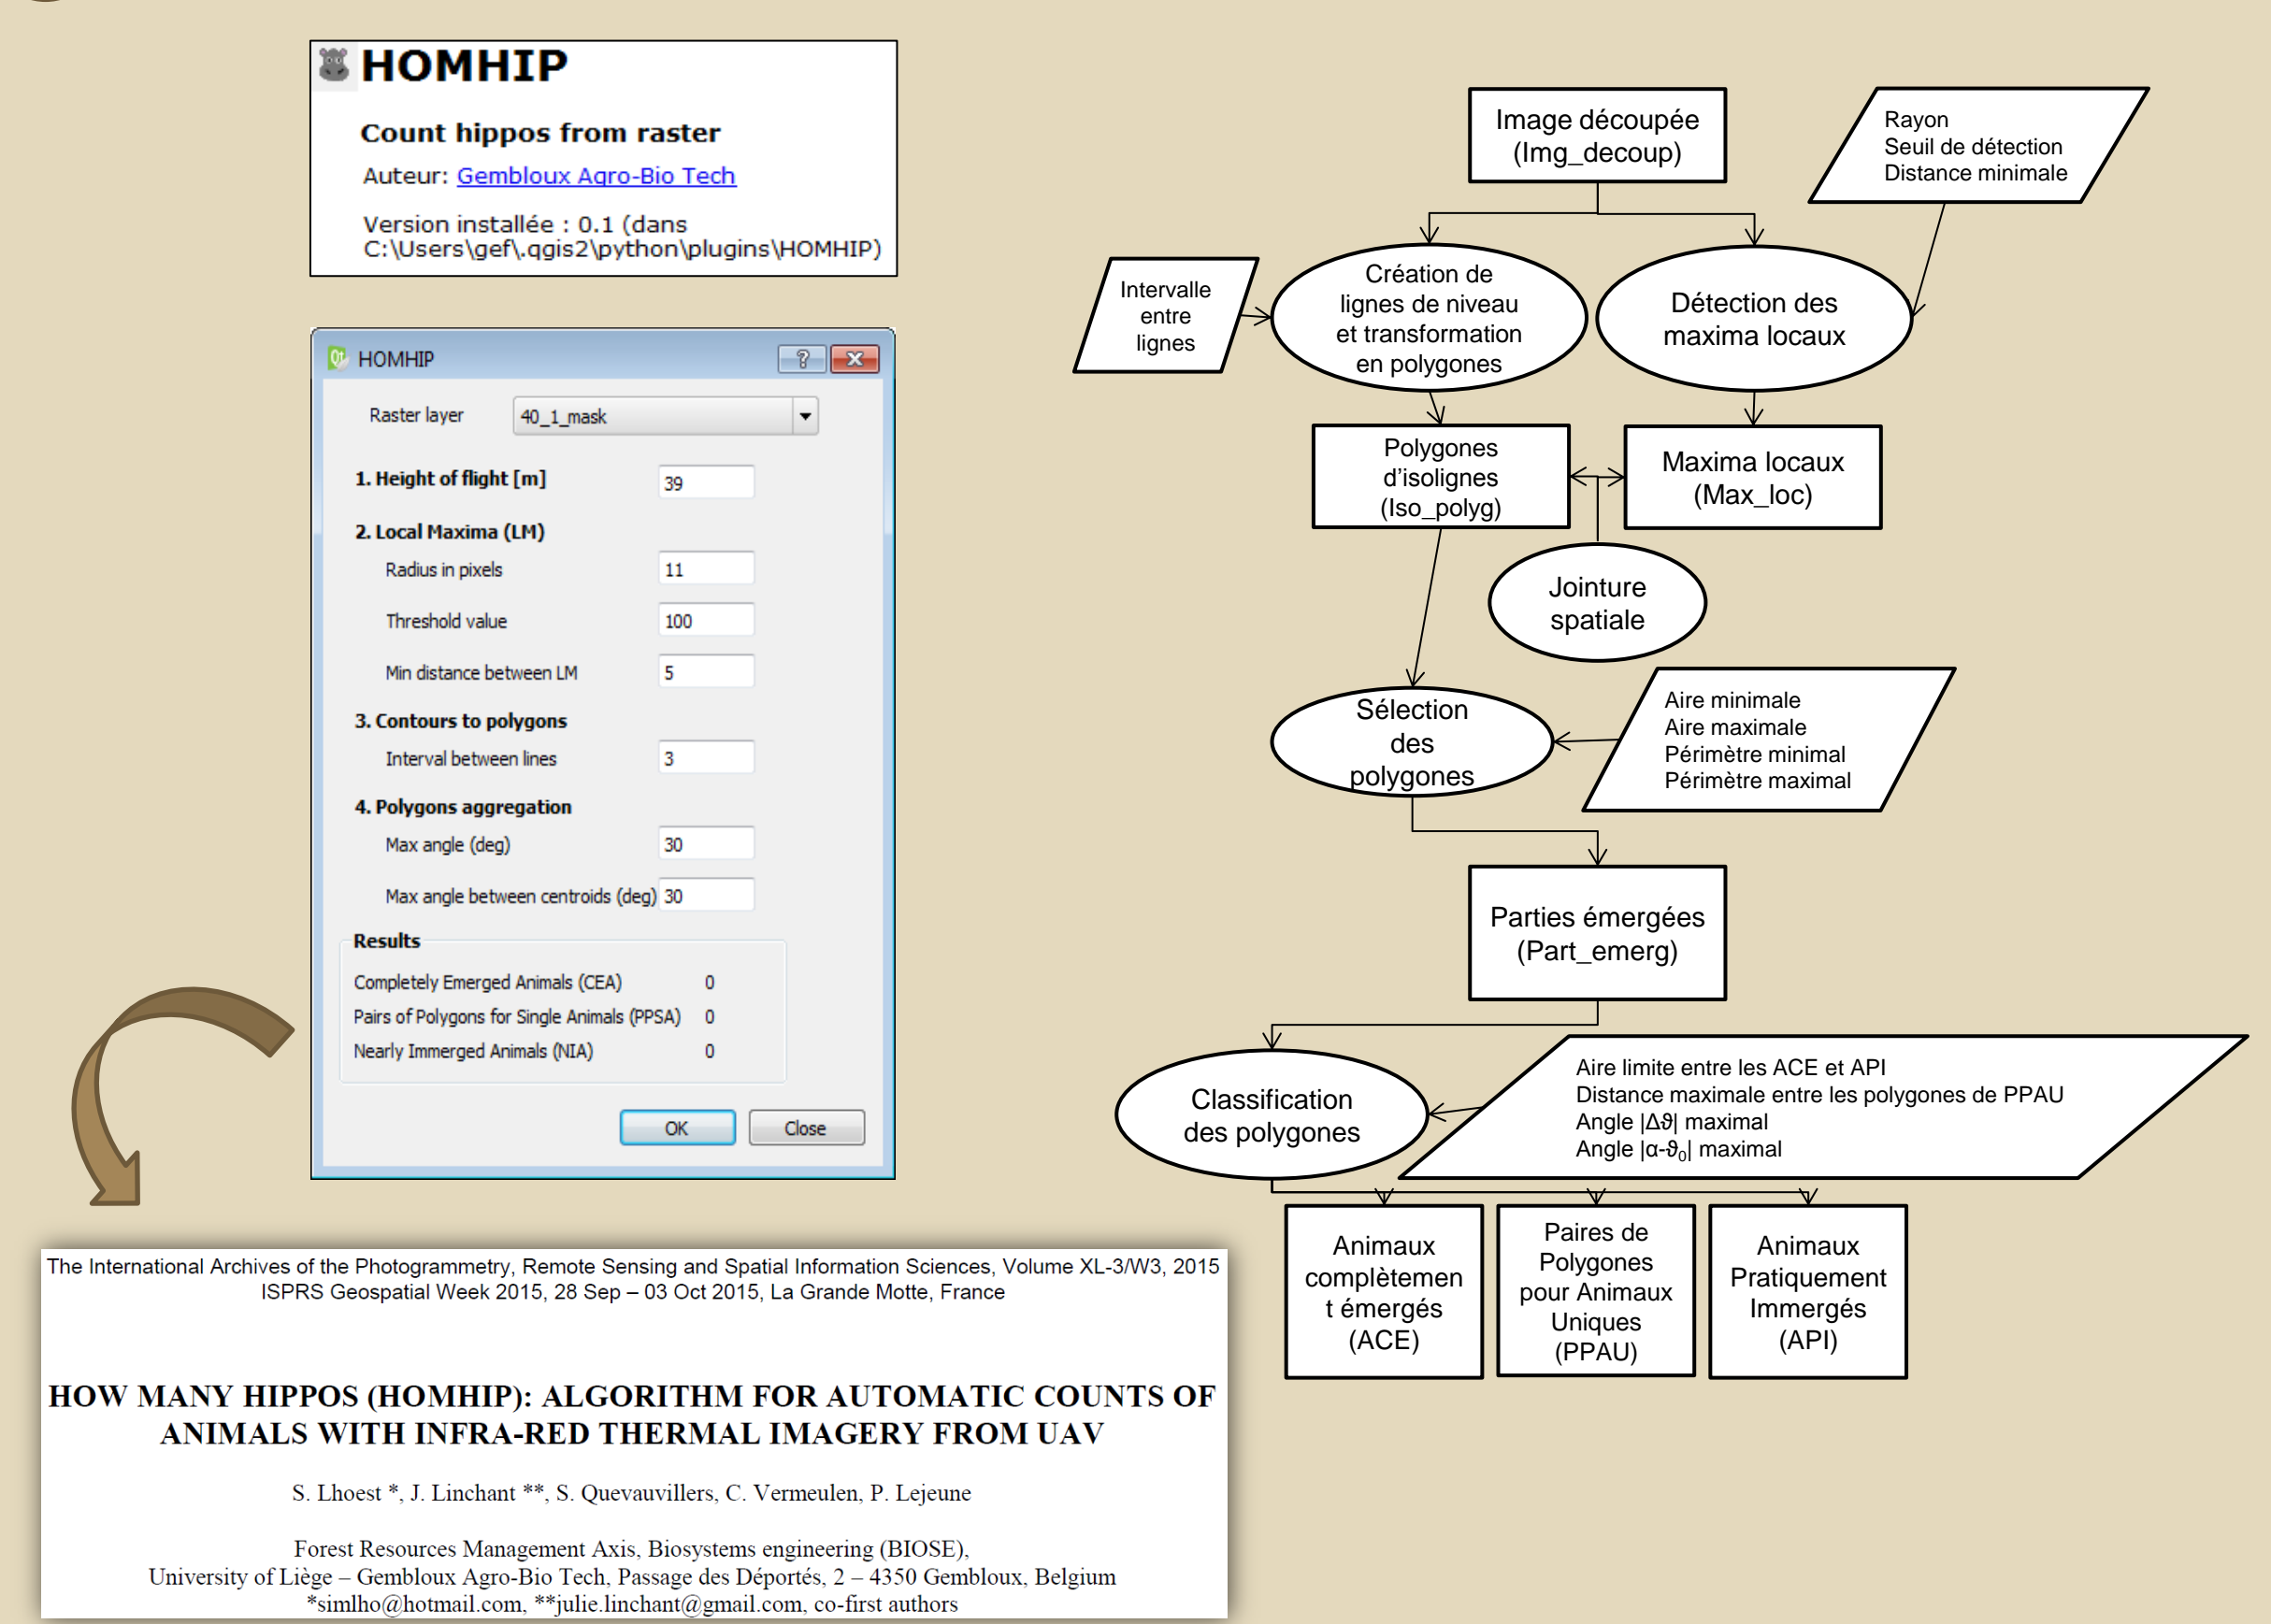 HOMHIP
Count hippos from raster
Auteur: Gembloux Agro-Bio Tech
Version installée : 0.1 (dans
C:\Users\gef\.qgis2\python\plugins\HOMHIP)
HOMHIP
Raster layer 40_1_mask
1. Height of flight [m] 39
2. Local Maxima (LM)
Radius in pixels 11
Threshold value 100
Min distance between LM 5
3. Contours to polygons
Interval between lines 3
4. Polygons aggregation
Max angle (deg) 30
Max angle between centroids (deg) 30
Results
Completely Emerged Animals (CEA) 0
Pairs of Polygons for Single Animals (PPSA) 0
Nearly Immerged Animals (NIA) 0
OK Close
The International Archives of the Photogrammetry, Remote Sensing and Spatial Information Sciences, Volume XL-3/W3, 2015
ISPRS Geospatial Week 2015, 28 Sep – 03 Oct 2015, La Grande Motte, France
HOW MANY HIPPOS (HOMHIP): ALGORITHM FOR AUTOMATIC COUNTS OF
ANIMALS WITH INFRA-RED THERMAL IMAGERY FROM UAV
S. Lhoest *, J. Linchant **, S. Quevauvillers, C. Vermeulen, P. Lejeune
Forest Resources Management Axis, Biosystems engineering (BIOSE),
University of Liège – Gembloux Agro-Bio Tech, Passage des Déportés, 2 – 4350 Gembloux, Belgium
*simlho@hotmail.com, **julie.linchant@gmail.com, co-first authors
Image découpée
(Img_decoup)
Rayon
Seuil de détection
Distance minimale
Intervalle
entre
lignes
Création de
lignes de niveau
et transformation
en polygones
Détection des
maxima locaux
Polygones
d'isolignes
(Iso_polyg)
Maxima locaux
(Max_loc)
Jointure
spatiale
Sélection
des
polygones
Aire minimale
Aire maximale
Périmètre minimal
Périmètre maximal
Parties émergées
(Part_emerg)
Classification
des polygones
Aire limite entre les ACE et API
Distance maximale entre les polygones de PPAU
Angle |Δϑ| maximal
Angle |α-ϑ₀| maximal
Animaux
complètemen
t émergés
(ACE)
Paires de
Polygones
pour Animaux
Uniques
(PPAU)
Animaux
Pratiquement
Immergés
(API)